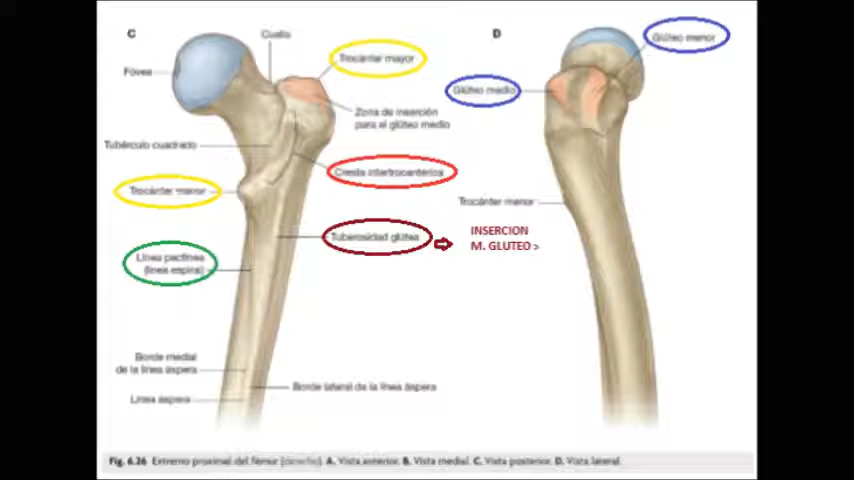 C
Cuello
Trocánter mayor
Fóvea
Zona de inserción
para el glúteo medio
Tubérculo cuadrado
Cresta intertrocantérica
Trocánter menor
Tuberosidad glútea
Línea pectínea
(línea espiral)
Borde medial
de la línea áspera
Borde lateral de la línea áspera
Línea áspera
D
Glúteo menor
Glúteo medio
Trocánter menor
INSERCION
M. GLUTEO >
Fig. 6.26 Extremo proximal del fémur (derecho). A. Vista anterior. B. Vista medial. C. Vista posterior. D. Vista lateral.